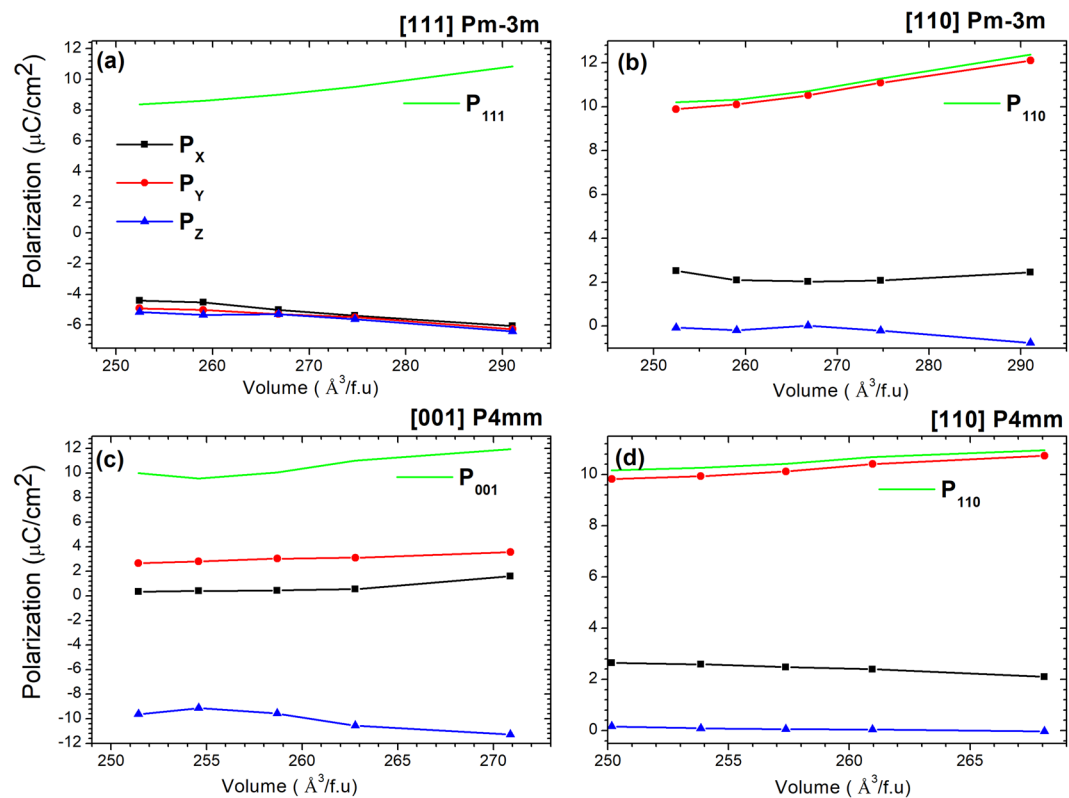 [111] Pm-3m
(a)
P111
PX
PY
PZ
12
10
8
6
4
2
0
-4
-6
250
260
270
280
290
Polarization (μC/cm2)
Volume ( Å3/f.u)
[110] Pm-3m
(b)
P110
12
10
8
6
4
2
0
250
260
270
280
290
Volume ( Å3/f.u)
[001] P4mm
(c)
P001
12
10
8
6
4
2
0
-2
-4
-6
-8
-10
-12
250
255
260
265
270
Polarization (μC/cm2)
Volume ( Å3/f.u)
[110] P4mm
(d)
P110
10
8
6
4
2
0
250
255
260
265
Volume ( Å3/f.u)